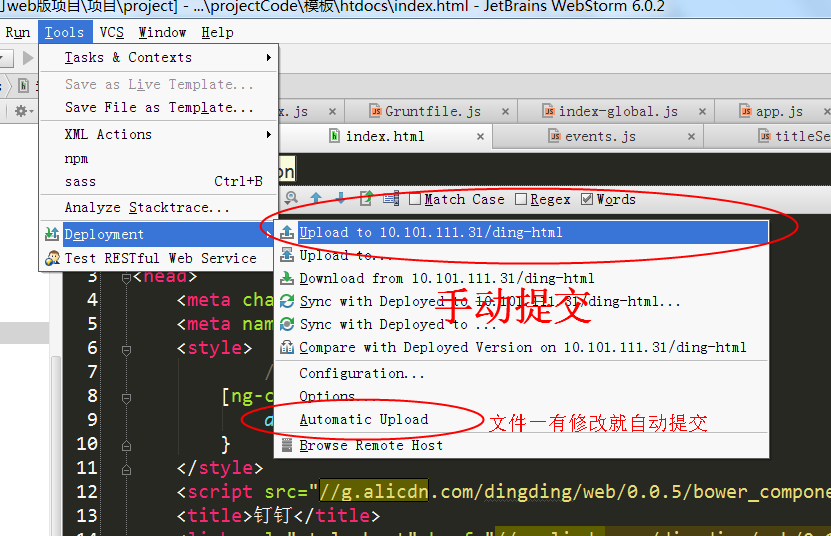 web版项目\项目\project] - ...\projectCode\模板\htdocs\index.html - JetBrains WebStorm 6.0.2
Run Tools VCS Window Help
Tasks & Contexts
Save as Live Template...
Save File as Template...
XML Actions
npm
sass Ctrl+B
Analyze Stacktrace...
Deployment
Test RESTful Web Service
x.js Gruntfile.js index-global.js app.js
index.html events.js titleSe
on
Match Case Regex Words
Upload to 10.101.111.31/ding-html
Upload to...
Download from 10.101.111.31/ding-html
Sync with Deployed to 10.101.111.31/ding-html...
Sync with Deployed to ...
Compare with Deployed Version on 10.101.111.31/ding-html
Configuration...
Options...
Automatic Upload
Browse Remote Host
手动提交
文件一有修改就自动提交
3 <head>
4 <meta cha
5 <meta nam
6 <style>
7 /
8 [ng-c
9 d
10 }
11 </style>
12 <script src="//g.alicdn.com/dingding/web/0.0.5/bower_compone
13 <title>钉钉</title>
14